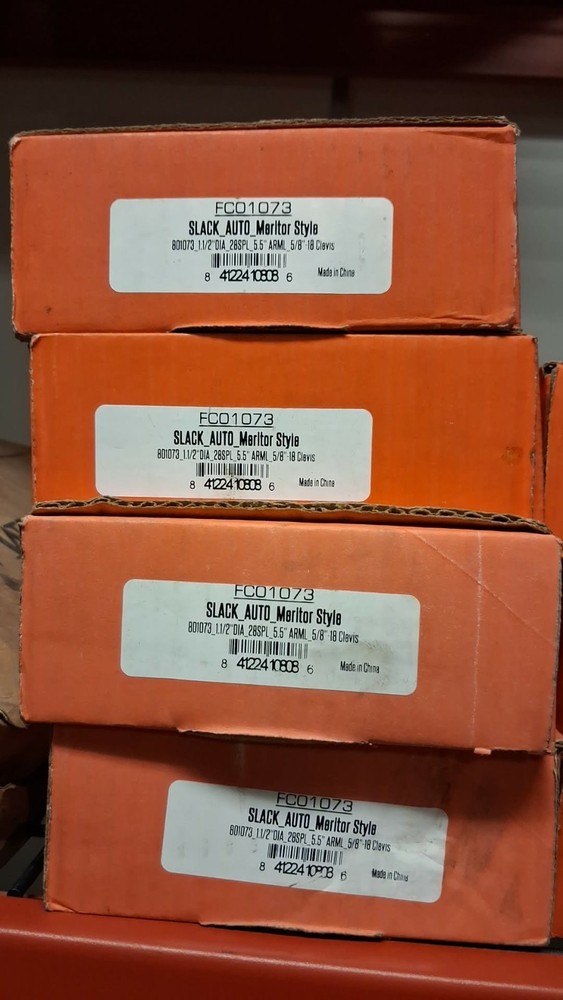 FC01073
SLACK_AUTO_Meritor Style
801073_1.1/2"DIA_28SPL_5.5" ARML_5/8"-18 Clevis
8 41224 10808 6 Made in China
FC01073
SLACK_AUTO_Meritor Style
801073_1.1/2"DIA_28SPL_5.5" ARML_5/8"-18 Clevis
8 41224 10808 6 Made in China
FC01073
SLACK_AUTO_Meritor Style
801073_1.1/2"DIA_28SPL_5.5" ARML_5/8"-18 Clevis
8 41224 10808 6 Made in China
FC01073
SLACK_AUTO_Meritor Style
801073_1.1/2"DIA_28SPL_5.5" ARML_5/8"-18 Clevis
8 41224 10808 6 Made in China